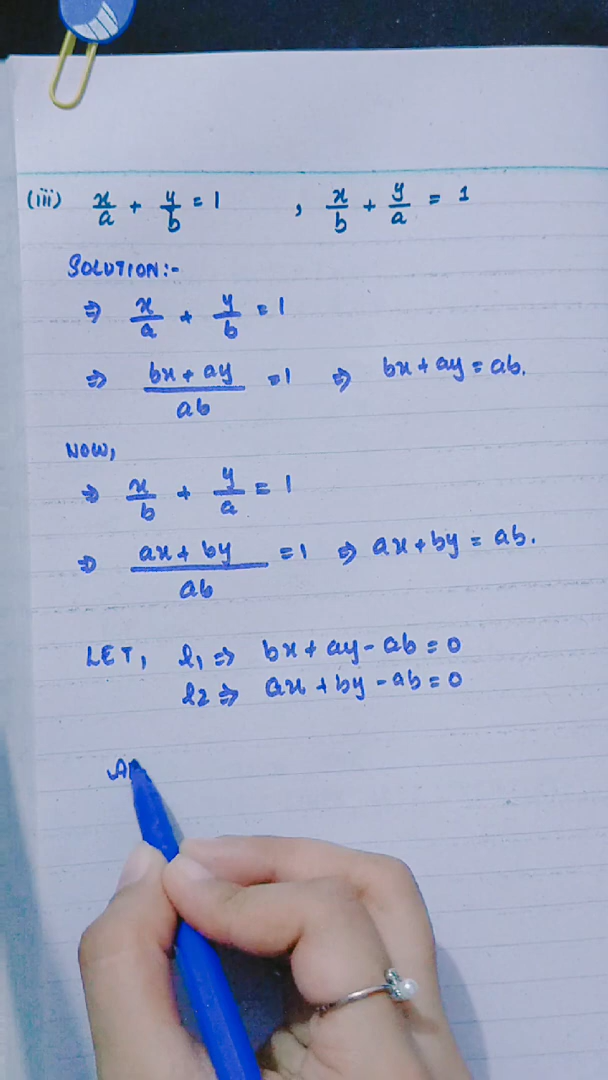 (iii) x/a + y/b = 1 , x/b + y/a = 1
SOLUTION:-
⇒ x/a + y/b = 1
⇒ (bx + ay)/ab = 1 ⇒ bx + ay = ab.
NOW,
⇒ x/b + y/a = 1
⇒ (ax + by)/ab = 1 ⇒ ax + by = ab.
LET, l1 ⇒ bx + ay - ab = 0
l2 ⇒ ax + by - ab = 0